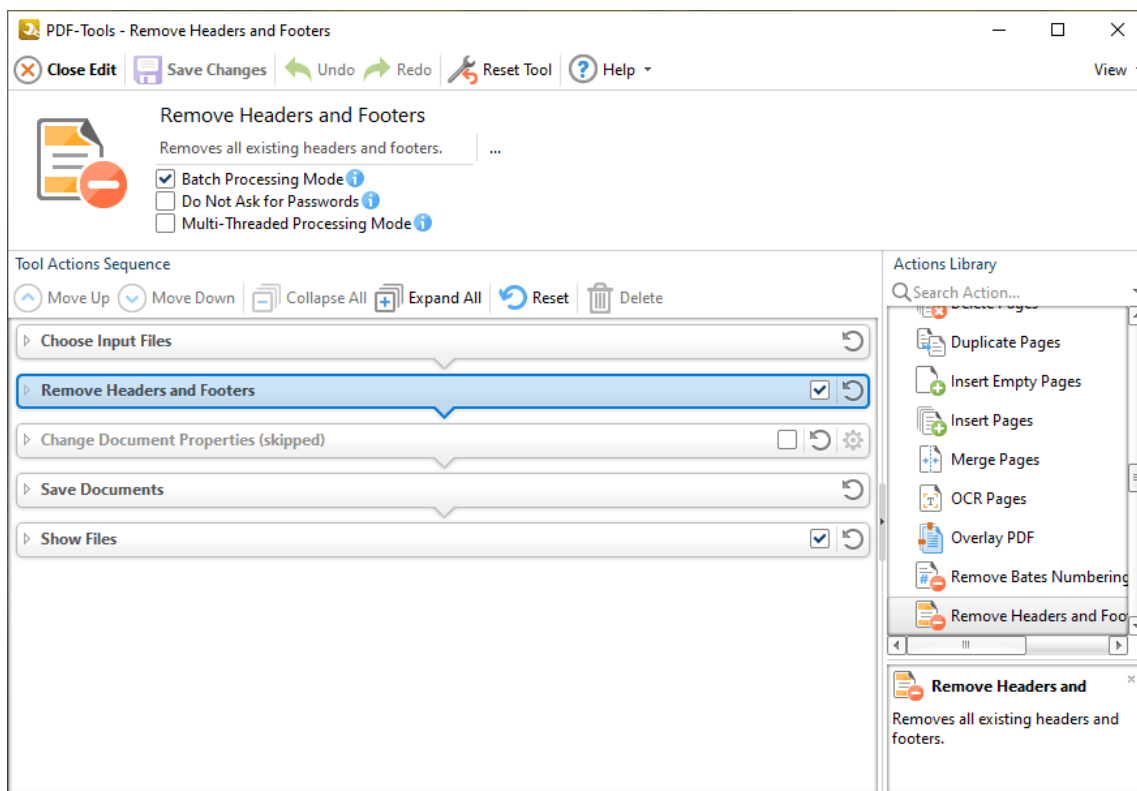 PDF-Tools - Remove Headers and Footers
Close Edit Save Changes Undo Redo Reset Tool ? Help View
Remove Headers and Footers
Removes all existing headers and footers. ...
Batch Processing Mode i
Do Not Ask for Passwords i
Multi-Threaded Processing Mode i
Tool Actions Sequence
Move Up Move Down Collapse All Expand All Reset Delete
Choose Input Files
Remove Headers and Footers
Change Document Properties (skipped)
Save Documents
Show Files
Actions Library
Search Action...
Delete Pages
Duplicate Pages
Insert Empty Pages
Insert Pages
Merge Pages
T OCR Pages
Overlay PDF
# Remove Bates Numbering
Remove Headers and Foo
Remove Headers and
Removes all existing headers and
footers.